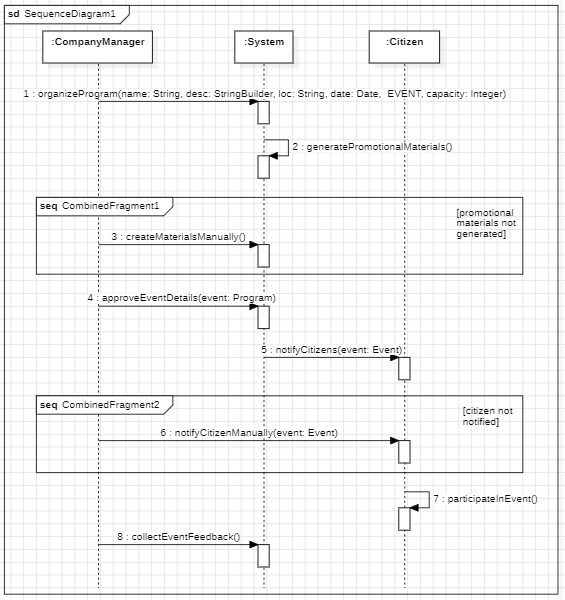 sd SequenceDiagram1
:CompanyManager
:System
:Citizen
1 : organizeProgram(name: String, desc: StringBuilder, loc: String, date: Date, EVENT, capacity: Integer)
2 : generatePromotionalMaterials()
seq CombinedFragment1
[promotional
materials not
generated]
3 : createMaterialsManually()
4 : approveEventDetails(event: Program)
5 : notifyCitizens(event: Event)
seq CombinedFragment2
[citizen not
notified]
6 : notifyCitizenManually(event: Event)
7 : participateInEvent()
8 : collectEventFeedback()